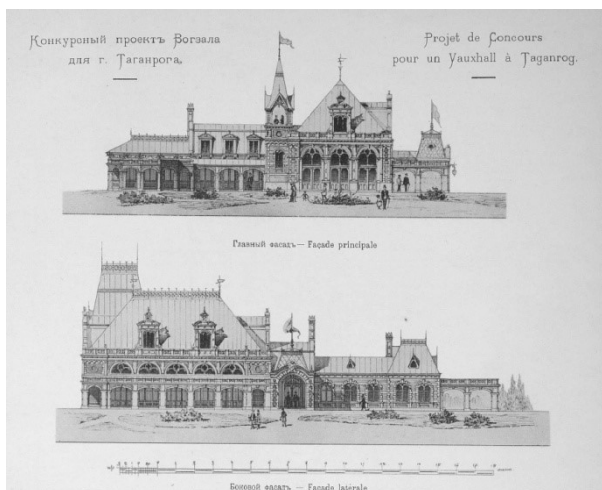 Конкурсный проектъ Вогзала
для г. Таганрога,
Projet de Concours
pour un Vauxhall à Taganrog.
Главный фасадъ — Façade principale
Боковой фасадъ — Façade latérale